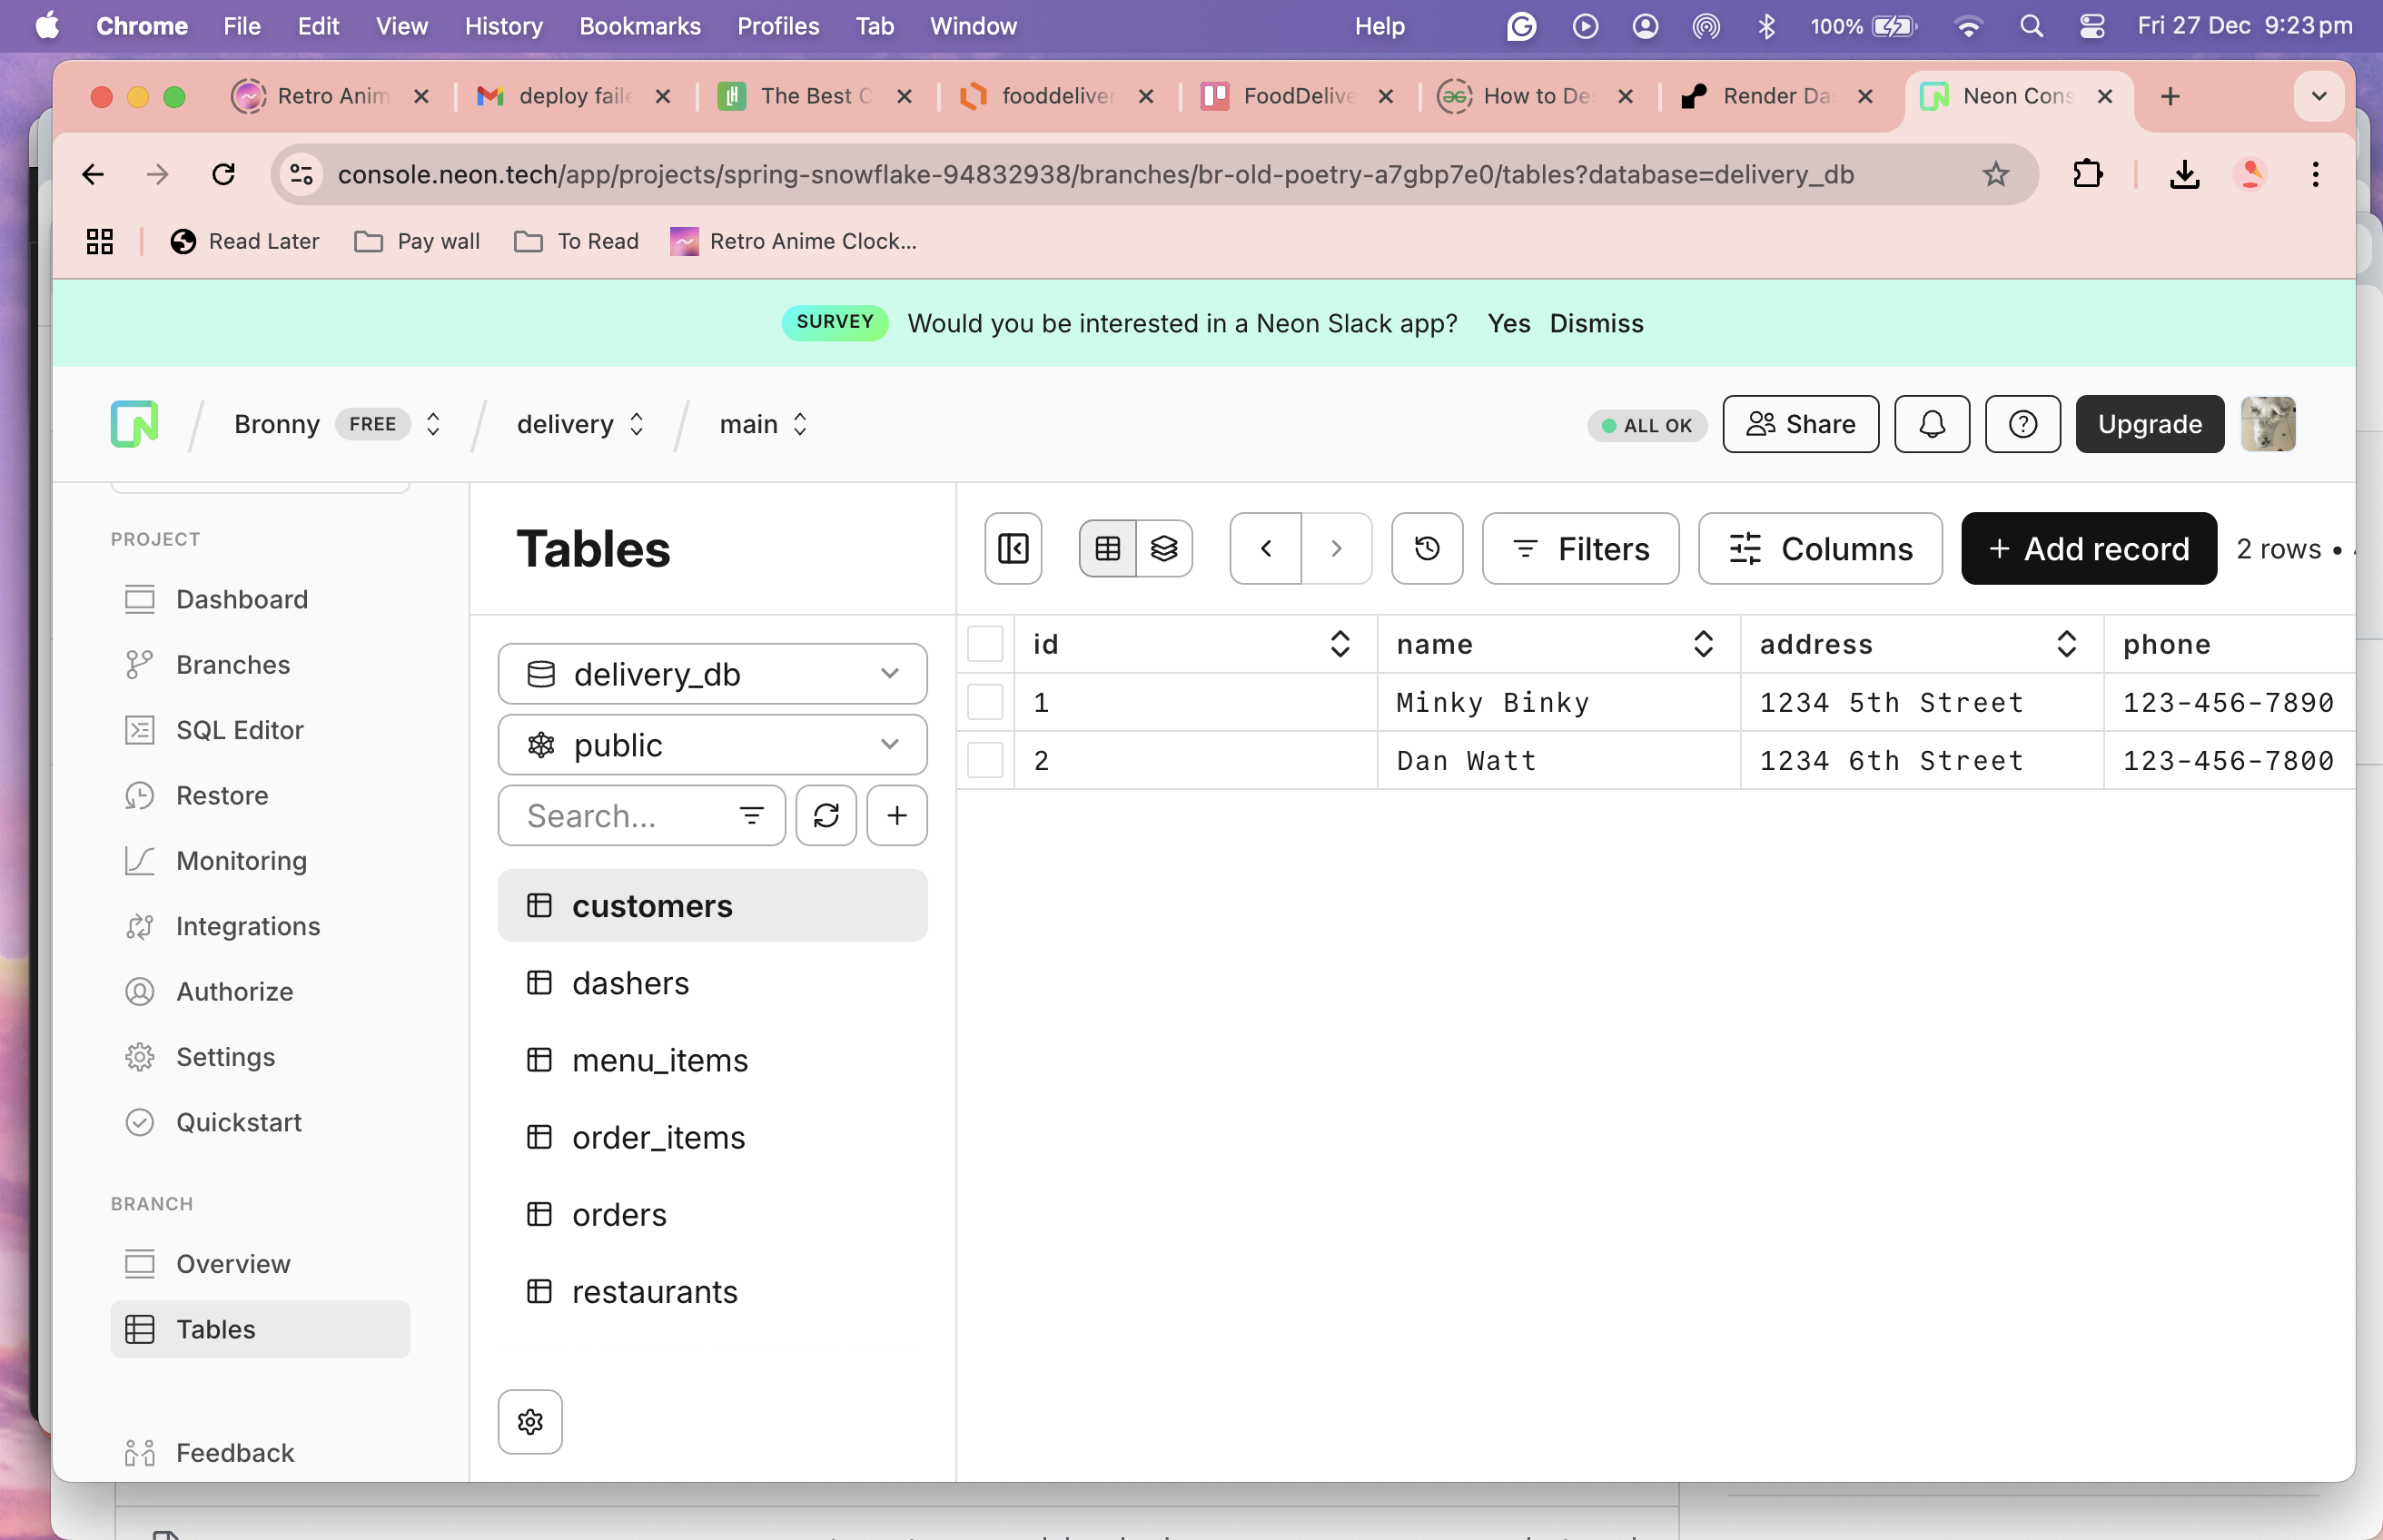 Chrome File Edit View History Bookmarks Profiles Tab Window Help 100% Fri 27 Dec 9:23pm
Retro Anim deploy faile The Best C fooddeliver FoodDelive How to De Render Da Neon Cons
console.neon.tech/app/projects/spring-snowflake-94832938/branches/br-old-poetry-a7gbp7e0/tables?database=delivery_db
Read Later Pay wall To Read Retro Anime Clock...
SURVEY Would you be interested in a Neon Slack app? Yes Dismiss
Bronny FREE delivery main ALL OK Share Upgrade
PROJECT
Dashboard
Branches
SQL Editor
Restore
Monitoring
Integrations
Authorize
Settings
Quickstart
BRANCH
Overview
Tables
Feedback
Tables
delivery_db
public
Search...
customers
dashers
menu_items
order_items
orders
restaurants
Filters Columns + Add record 2 rows •
id name address phone
1 Minky Binky 1234 5th Street 123-456-7890
2 Dan Watt 1234 6th Street 123-456-7800